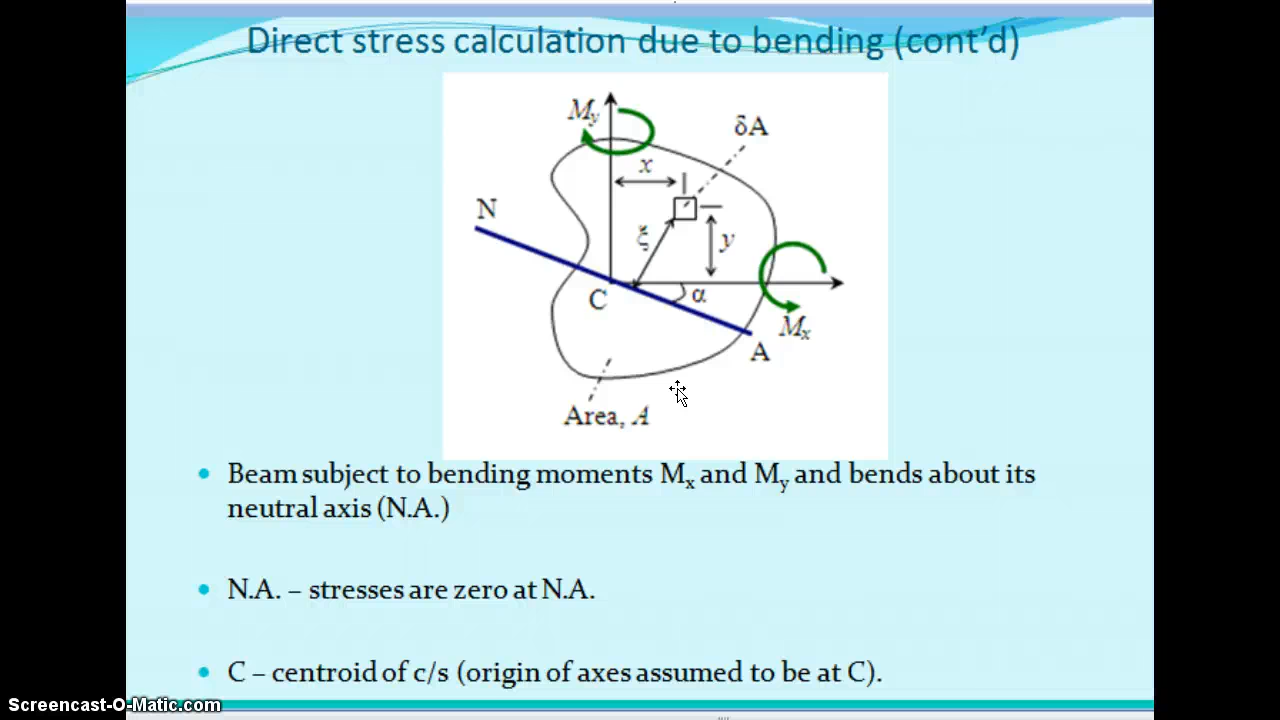 Direct stress calculation due to bending (cont’d)
My
δA
x
N
ξ
y
C
α
Mx
A
Area, A
• Beam subject to bending moments Mx and My and bends about its
neutral axis (N.A.)
• N.A. – stresses are zero at N.A.
• C – centroid of c/s (origin of axes assumed to be at C).
Screencast-O-Matic.com